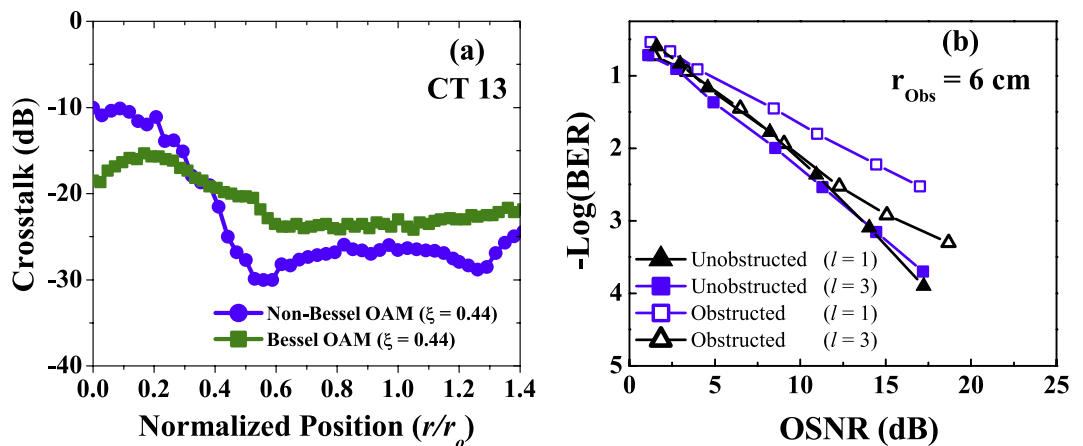 (a)
CT 13
Crosstalk (dB)
0
-10
-20
-30
-40
Non-Bessel OAM (ξ = 0.44)
Bessel OAM (ξ = 0.44)
0.0 0.2 0.4 0.6 0.8 1.0 1.2 1.4
Normalized Position (r/rₒ)
(b)
r_Obs = 6 cm
-Log(BER)
1
2
3
4
5
Unobstructed (l = 1)
Unobstructed (l = 3)
Obstructed (l = 1)
Obstructed (l = 3)
0 5 10 15 20 25
OSNR (dB)